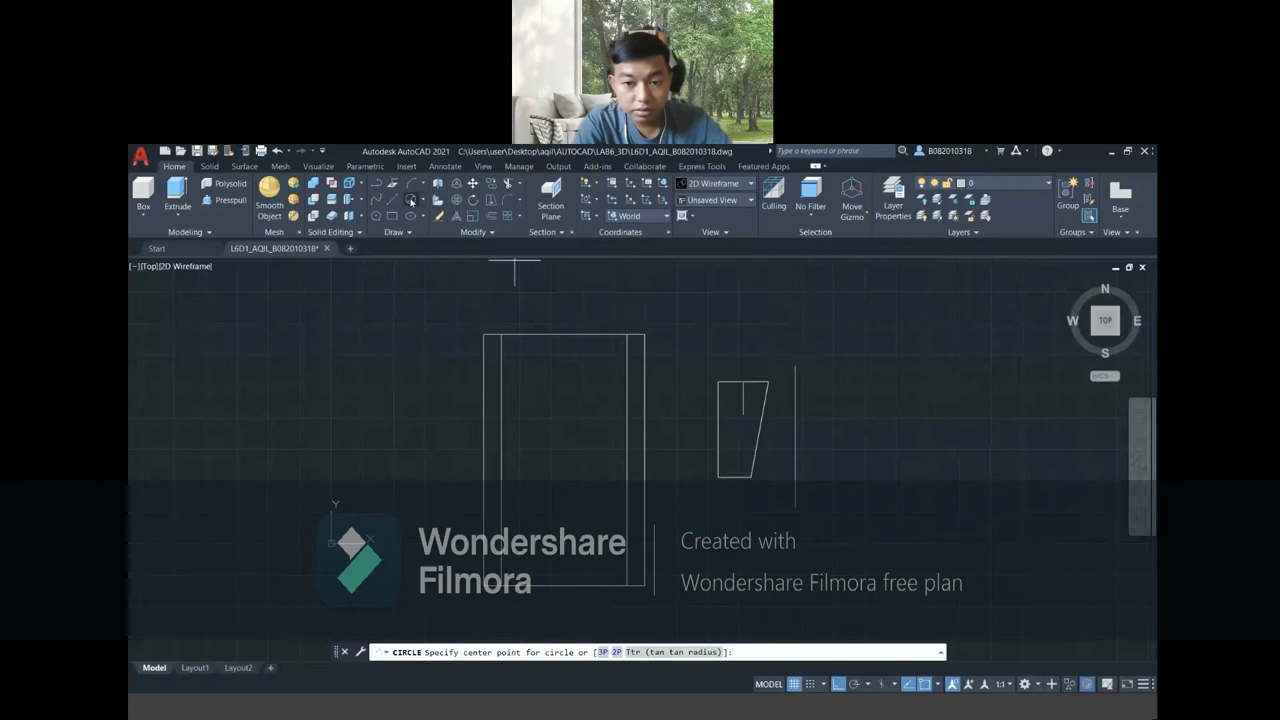 Autodesk AutoCAD 2021 C:\Users\user\Desktop\aqil\AUTOCAD\LAB6_3D\L6D1_AQIL_B082010318.dwg
Type a keyword or phrase
B082010318
Home Solid Surface Mesh Visualize Parametric Insert Annotate View Manage Output Add-ins Collaborate Express Tools Featured Apps
Polysolid
Presspull
Box
Extrude
Smooth Object
Section Plane
World
2D Wireframe
Unsaved View
Culling
No Filter
Move Gizmo
Layer Properties
0
Group
Base
Modeling Mesh Solid Editing Draw Modify Section Coordinates View Selection Layers Groups View
Start L6D1_AQIL_B082010318*
[−][Top][2D Wireframe]
N
W TOP E
S
WCS
Y
X
Wondershare
Filmora
Created with
Wondershare Filmora free plan
CIRCLE Specify center point for circle or [3P 2P Ttr (tan tan radius)]:
Model Layout1 Layout2
MODEL 1:1